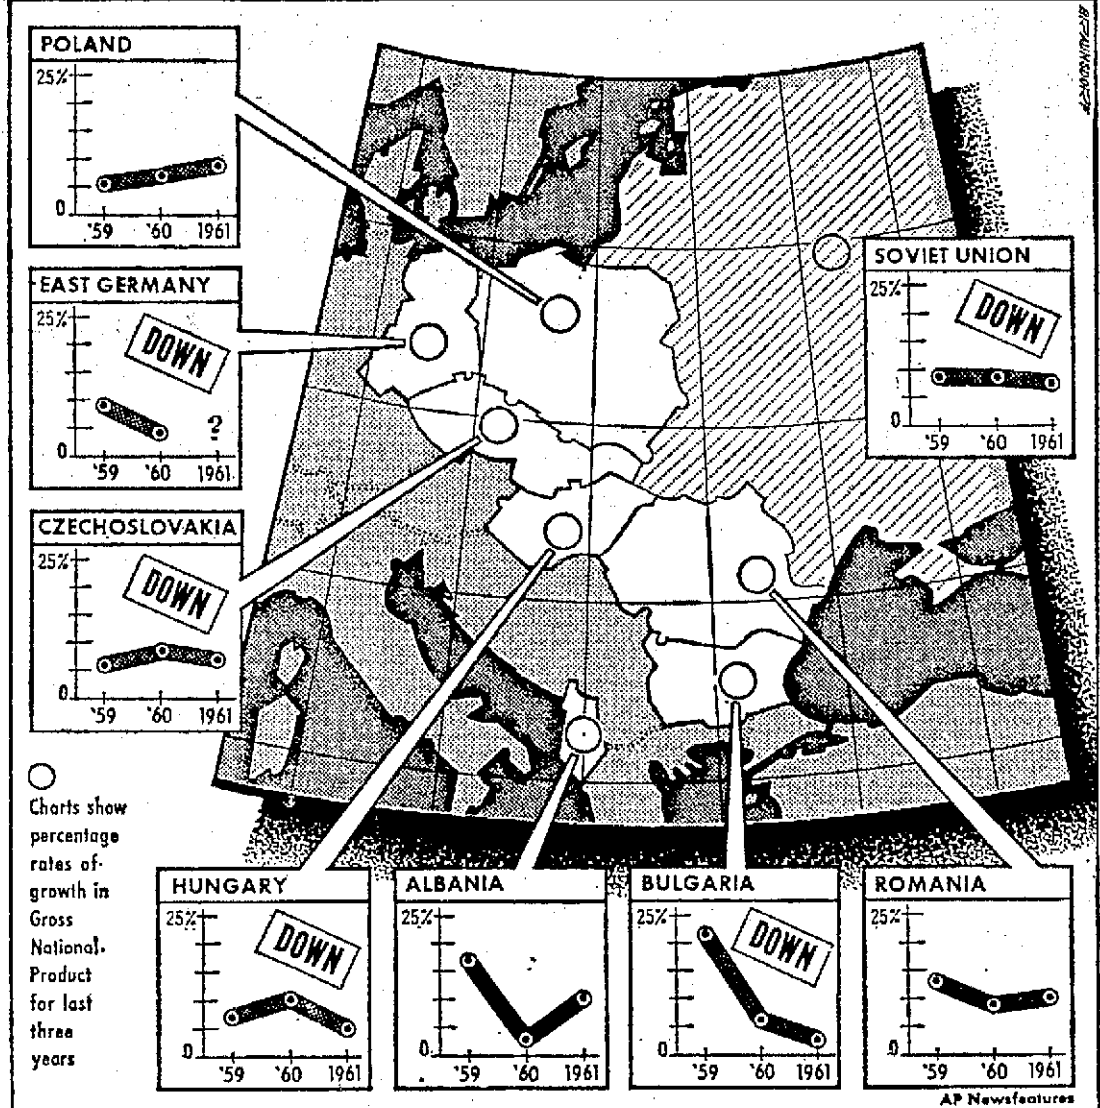 POLAND
25%
0
'59 '60 1961
EAST GERMANY
25%
DOWN
?
0
'59 '60 1961
CZECHOSLOVAKIA
25%
DOWN
0
'59 '60 1961
SOVIET UNION
25%
DOWN
0
'59 '60 1961
Charts show
percentage
rates of
growth in
Gross
National
Product
for last
three
years
HUNGARY
25%
DOWN
0
'59 '60 1961
ALBANIA
25%
0
'59 '60 1961
BULGARIA
25%
DOWN
0
'59 '60 1961
ROMANIA
25%
0
'59 '60 1961
AP Newsfeatures